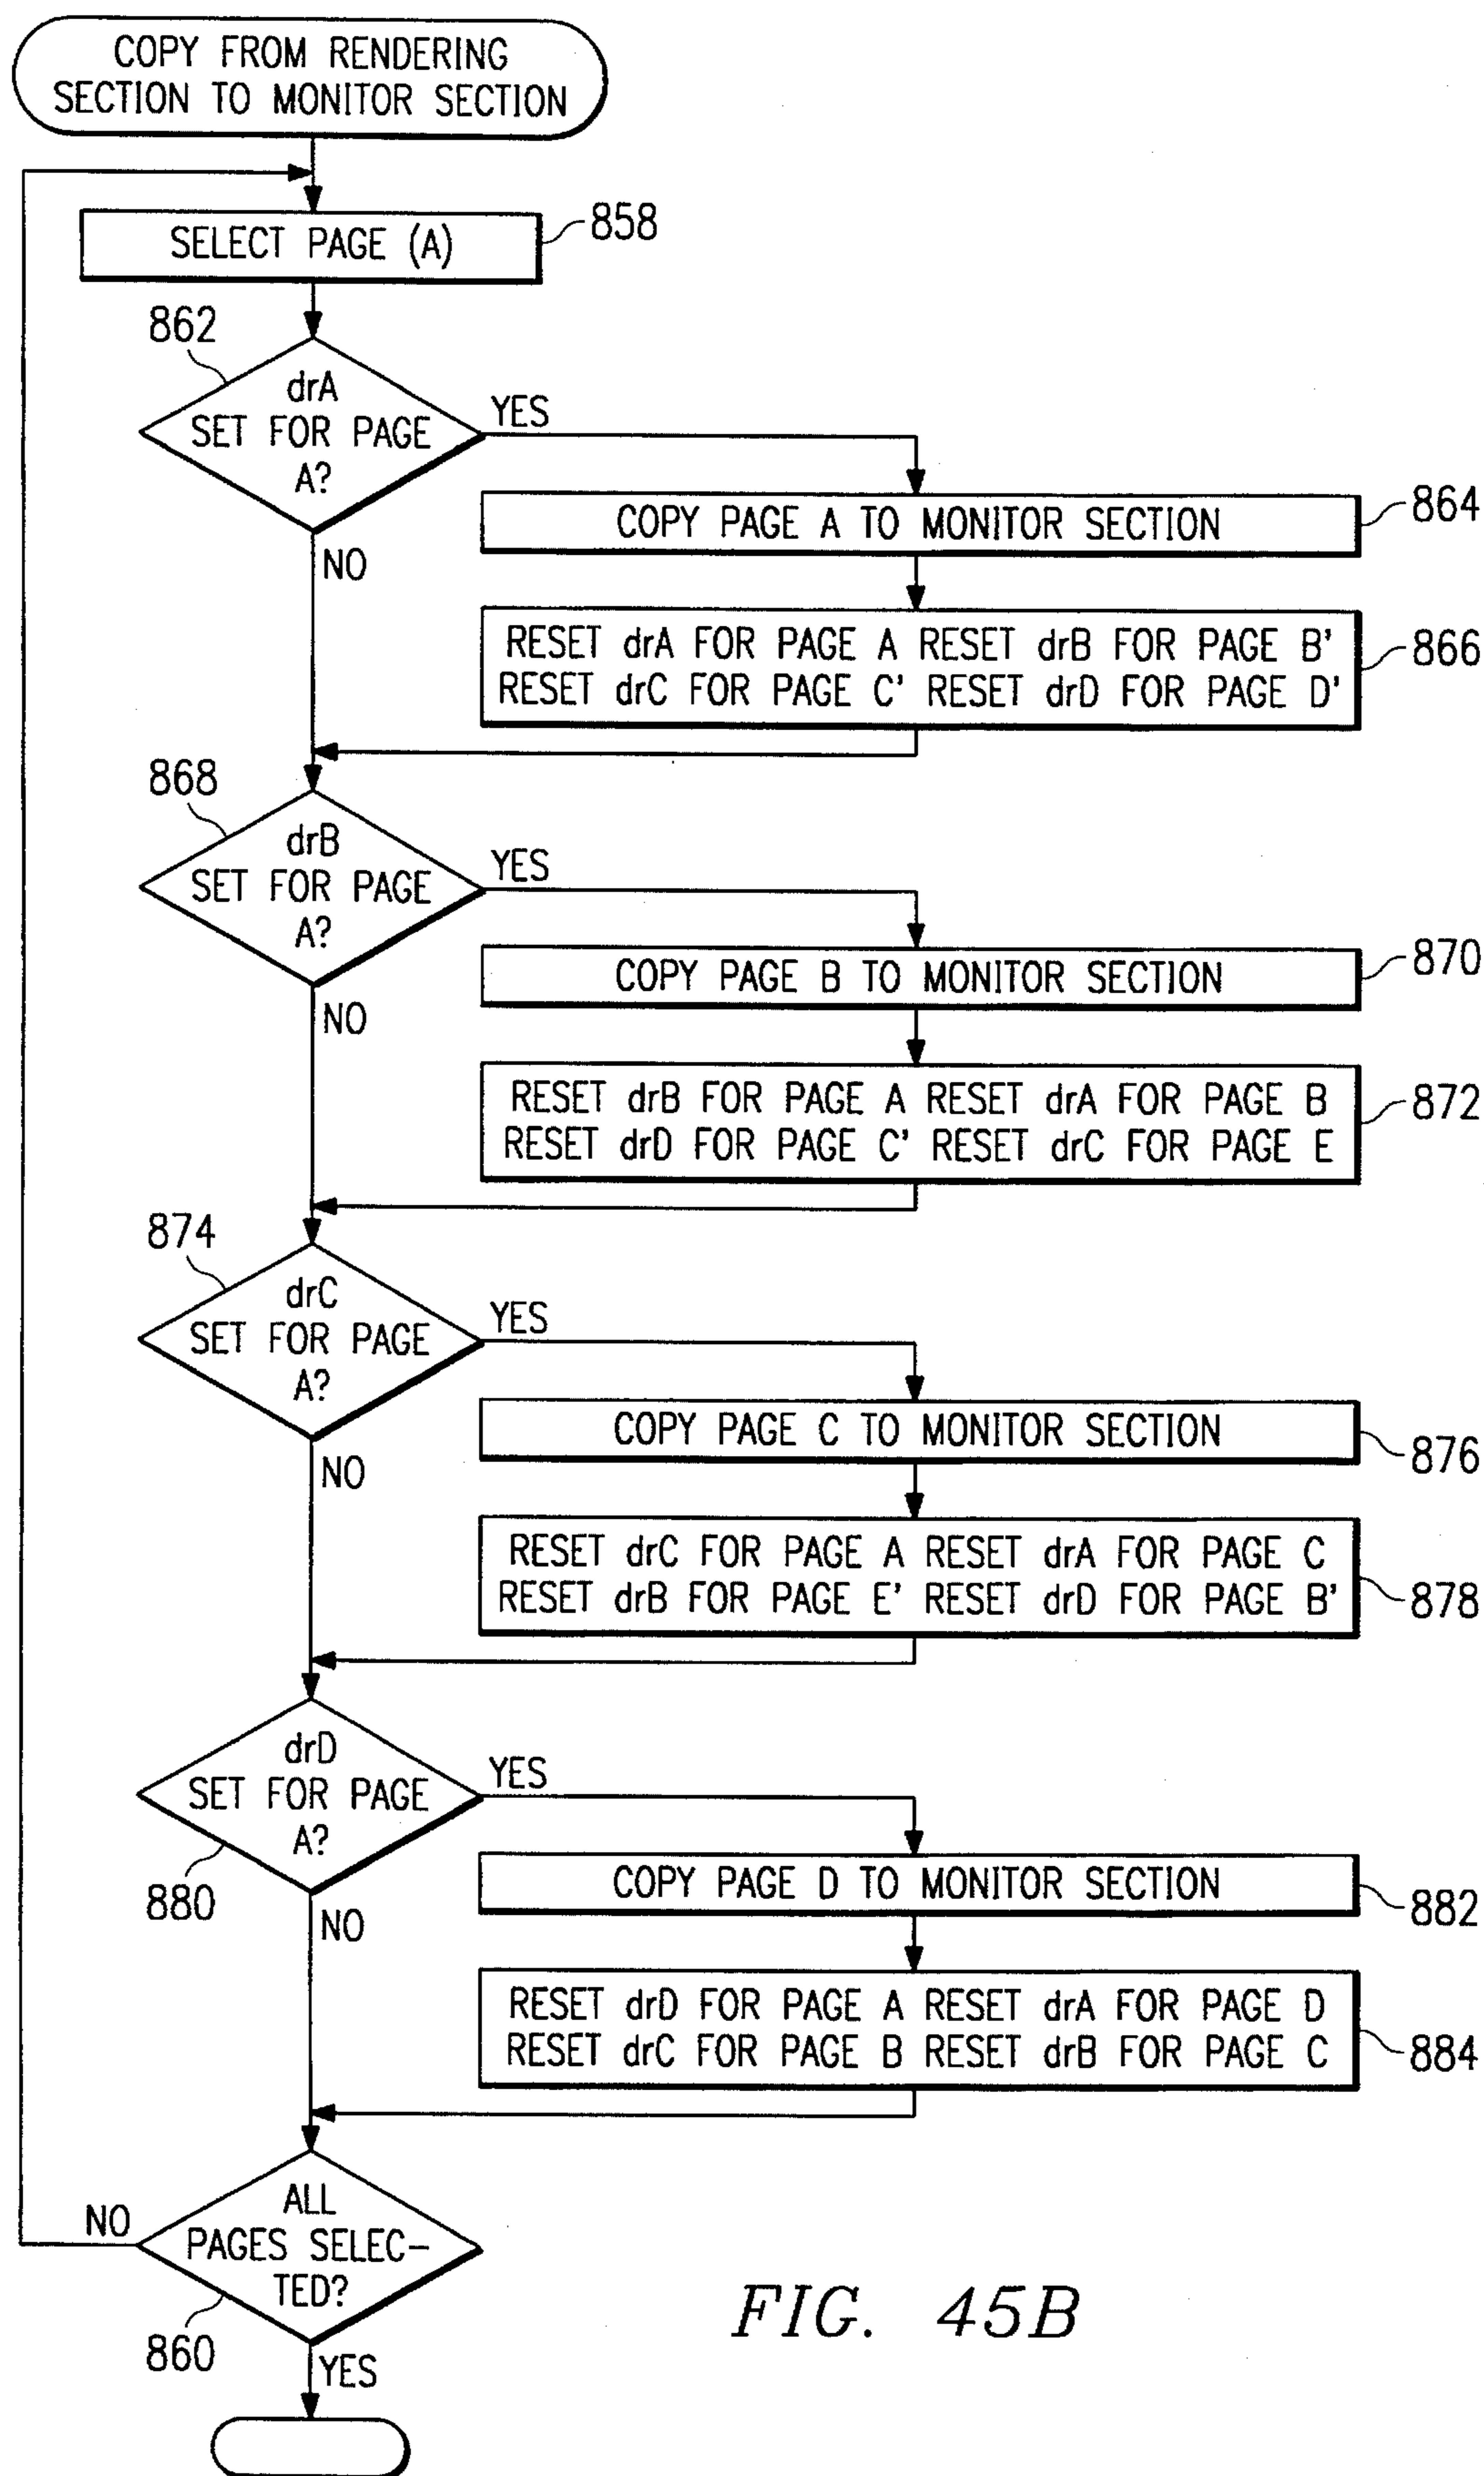 COPY FROM RENDERING
SECTION TO MONITOR SECTION
SELECT PAGE (A)
858
862
drA
SET FOR PAGE
A?
YES
NO
COPY PAGE A TO MONITOR SECTION
864
RESET drA FOR PAGE A RESET drB FOR PAGE B'
RESET drC FOR PAGE C' RESET drD FOR PAGE D'
866
868
drB
SET FOR PAGE
A?
YES
NO
COPY PAGE B TO MONITOR SECTION
870
RESET drB FOR PAGE A RESET drA FOR PAGE B
RESET drD FOR PAGE C' RESET drC FOR PAGE E
872
874
drC
SET FOR PAGE
A?
YES
NO
COPY PAGE C TO MONITOR SECTION
876
RESET drC FOR PAGE A RESET drA FOR PAGE C
RESET drB FOR PAGE E' RESET drD FOR PAGE B'
878
drD
SET FOR PAGE
A?
880
YES
NO
COPY PAGE D TO MONITOR SECTION
882
RESET drD FOR PAGE A RESET drA FOR PAGE D
RESET drC FOR PAGE B RESET drB FOR PAGE C
884
ALL
PAGES SELEC-
TED?
NO
860
YES
FIG. 45B